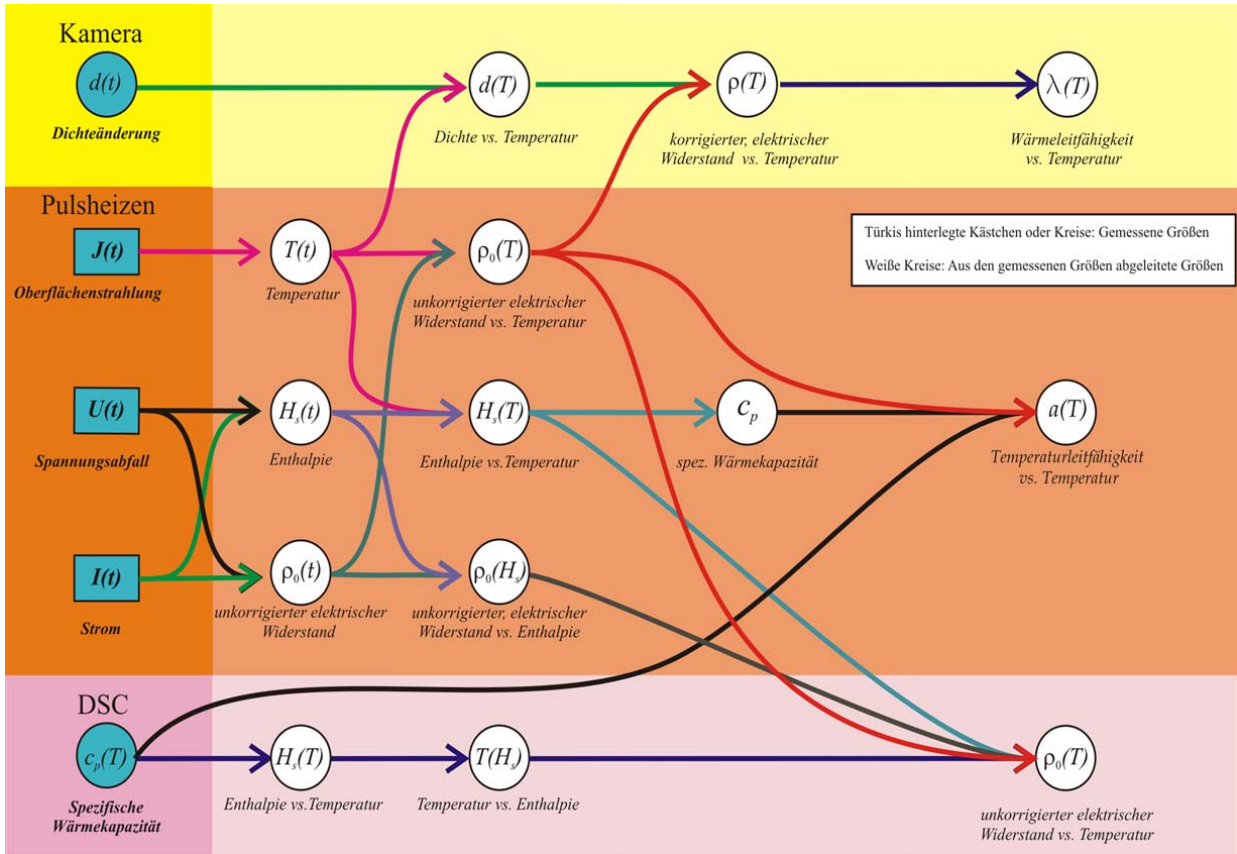 Kamera
d(t)
Dichteänderung
d(T)
Dichte vs. Temperatur
ρ(T)
korrigierter, elektrischer
Widerstand vs. Temperatur
λ(T)
Wärmeleitfähigkeit
vs. Temperatur
Pulsheizen
J(t)
Oberflächenstrahlung
T(t)
Temperatur
ρ₀(T)
unkorrigierter elektrischer
Widerstand vs. Temperatur
Türkis hinterlegte Kästchen oder Kreise: Gemessene Größen
Weiße Kreise: Aus den gemessenen Größen abgeleitete Größen
U(t)
Spannungsabfall
Hₛ(t)
Enthalpie
Hₛ(T)
Enthalpie vs.Temperatur
cₚ
spez. Wärmekapazität
a(T)
Temperaturleitfähigkeit
vs. Temperatur
I(t)
Strom
ρ₀(t)
unkorrigierter elektrischer
Widerstand
ρ₀(Hₛ)
unkorrigierter, elektrischer
Widerstand vs. Enthalpie
DSC
cₚ(T)
Spezifische
Wärmekapazität
Hₛ(T)
Enthalpie vs.Temperatur
T(Hₛ)
Temperatur vs. Enthalpie
ρ₀(T)
unkorrigierter elektrischer
Widerstand vs. Temperatur